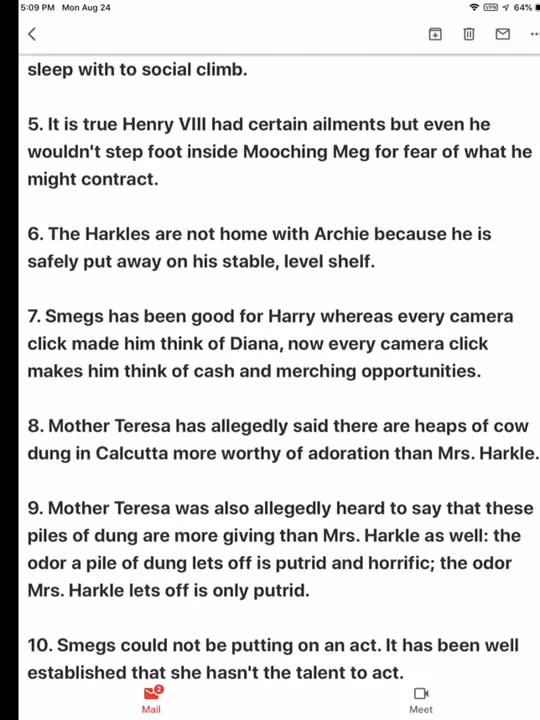 5:09 PM Mon Aug 24
VPN 64%
sleep with to social climb.
5. It is true Henry VIII had certain ailments but even he
wouldn't step foot inside Mooching Meg for fear of what he
might contract.
6. The Harkles are not home with Archie because he is
safely put away on his stable, level shelf.
7. Smegs has been good for Harry whereas every camera
click made him think of Diana, now every camera click
makes him think of cash and merching opportunities.
8. Mother Teresa has allegedly said there are heaps of cow
dung in Calcutta more worthy of adoration than Mrs. Harkle.
9. Mother Teresa was also allegedly heard to say that these
piles of dung are more giving than Mrs. Harkle as well: the
odor a pile of dung lets off is putrid and horrific; the odor
Mrs. Harkle lets off is only putrid.
10. Smegs could not be putting on an act. It has been well
established that she hasn't the talent to act.
2
Mail Meet